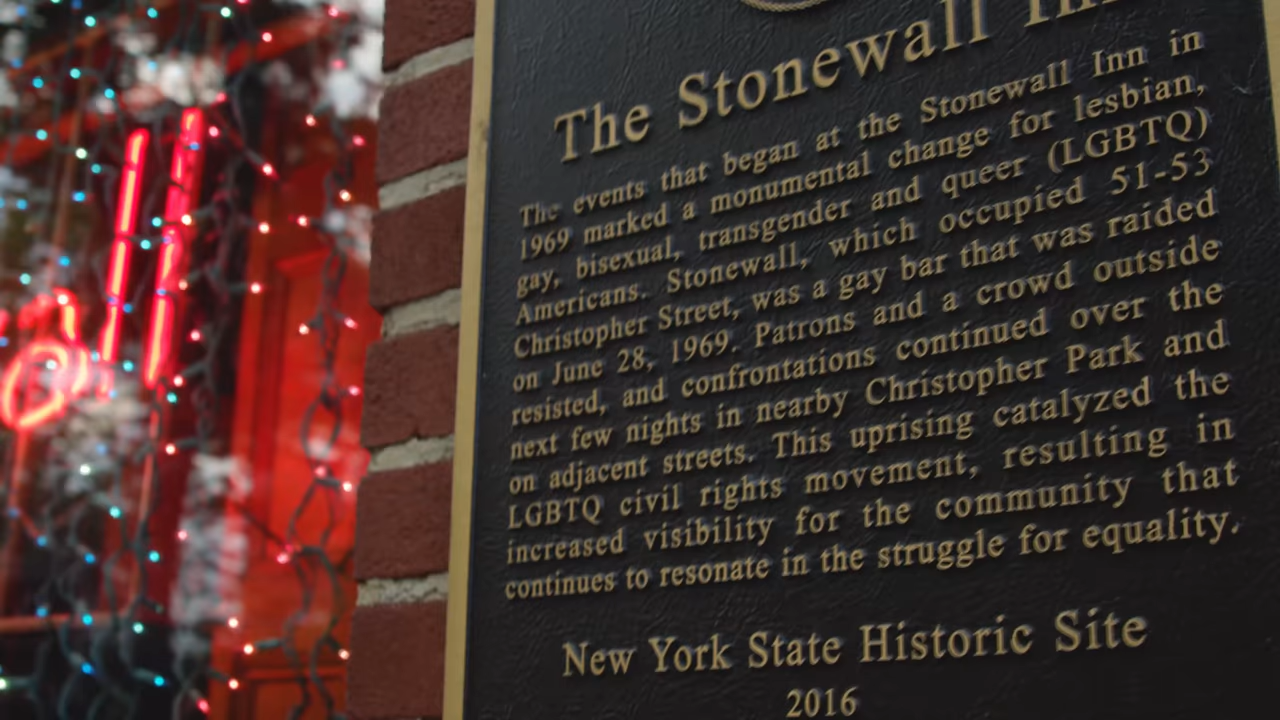 The Stonewall Inn
The events that began at the Stonewall Inn in
1969 marked a monumental change for lesbian,
gay, bisexual, transgender and queer (LGBTQ)
Americans. Stonewall, which occupied 51-53
Christopher Street, was a gay bar that was raided
on June 28, 1969. Patrons and a crowd outside
resisted, and confrontations continued over the
next few nights in nearby Christopher Park and
on adjacent streets. This uprising catalyzed the
LGBTQ civil rights movement, resulting in
increased visibility for the community that
continues to resonate in the struggle for equality.
New York State Historic Site
2016